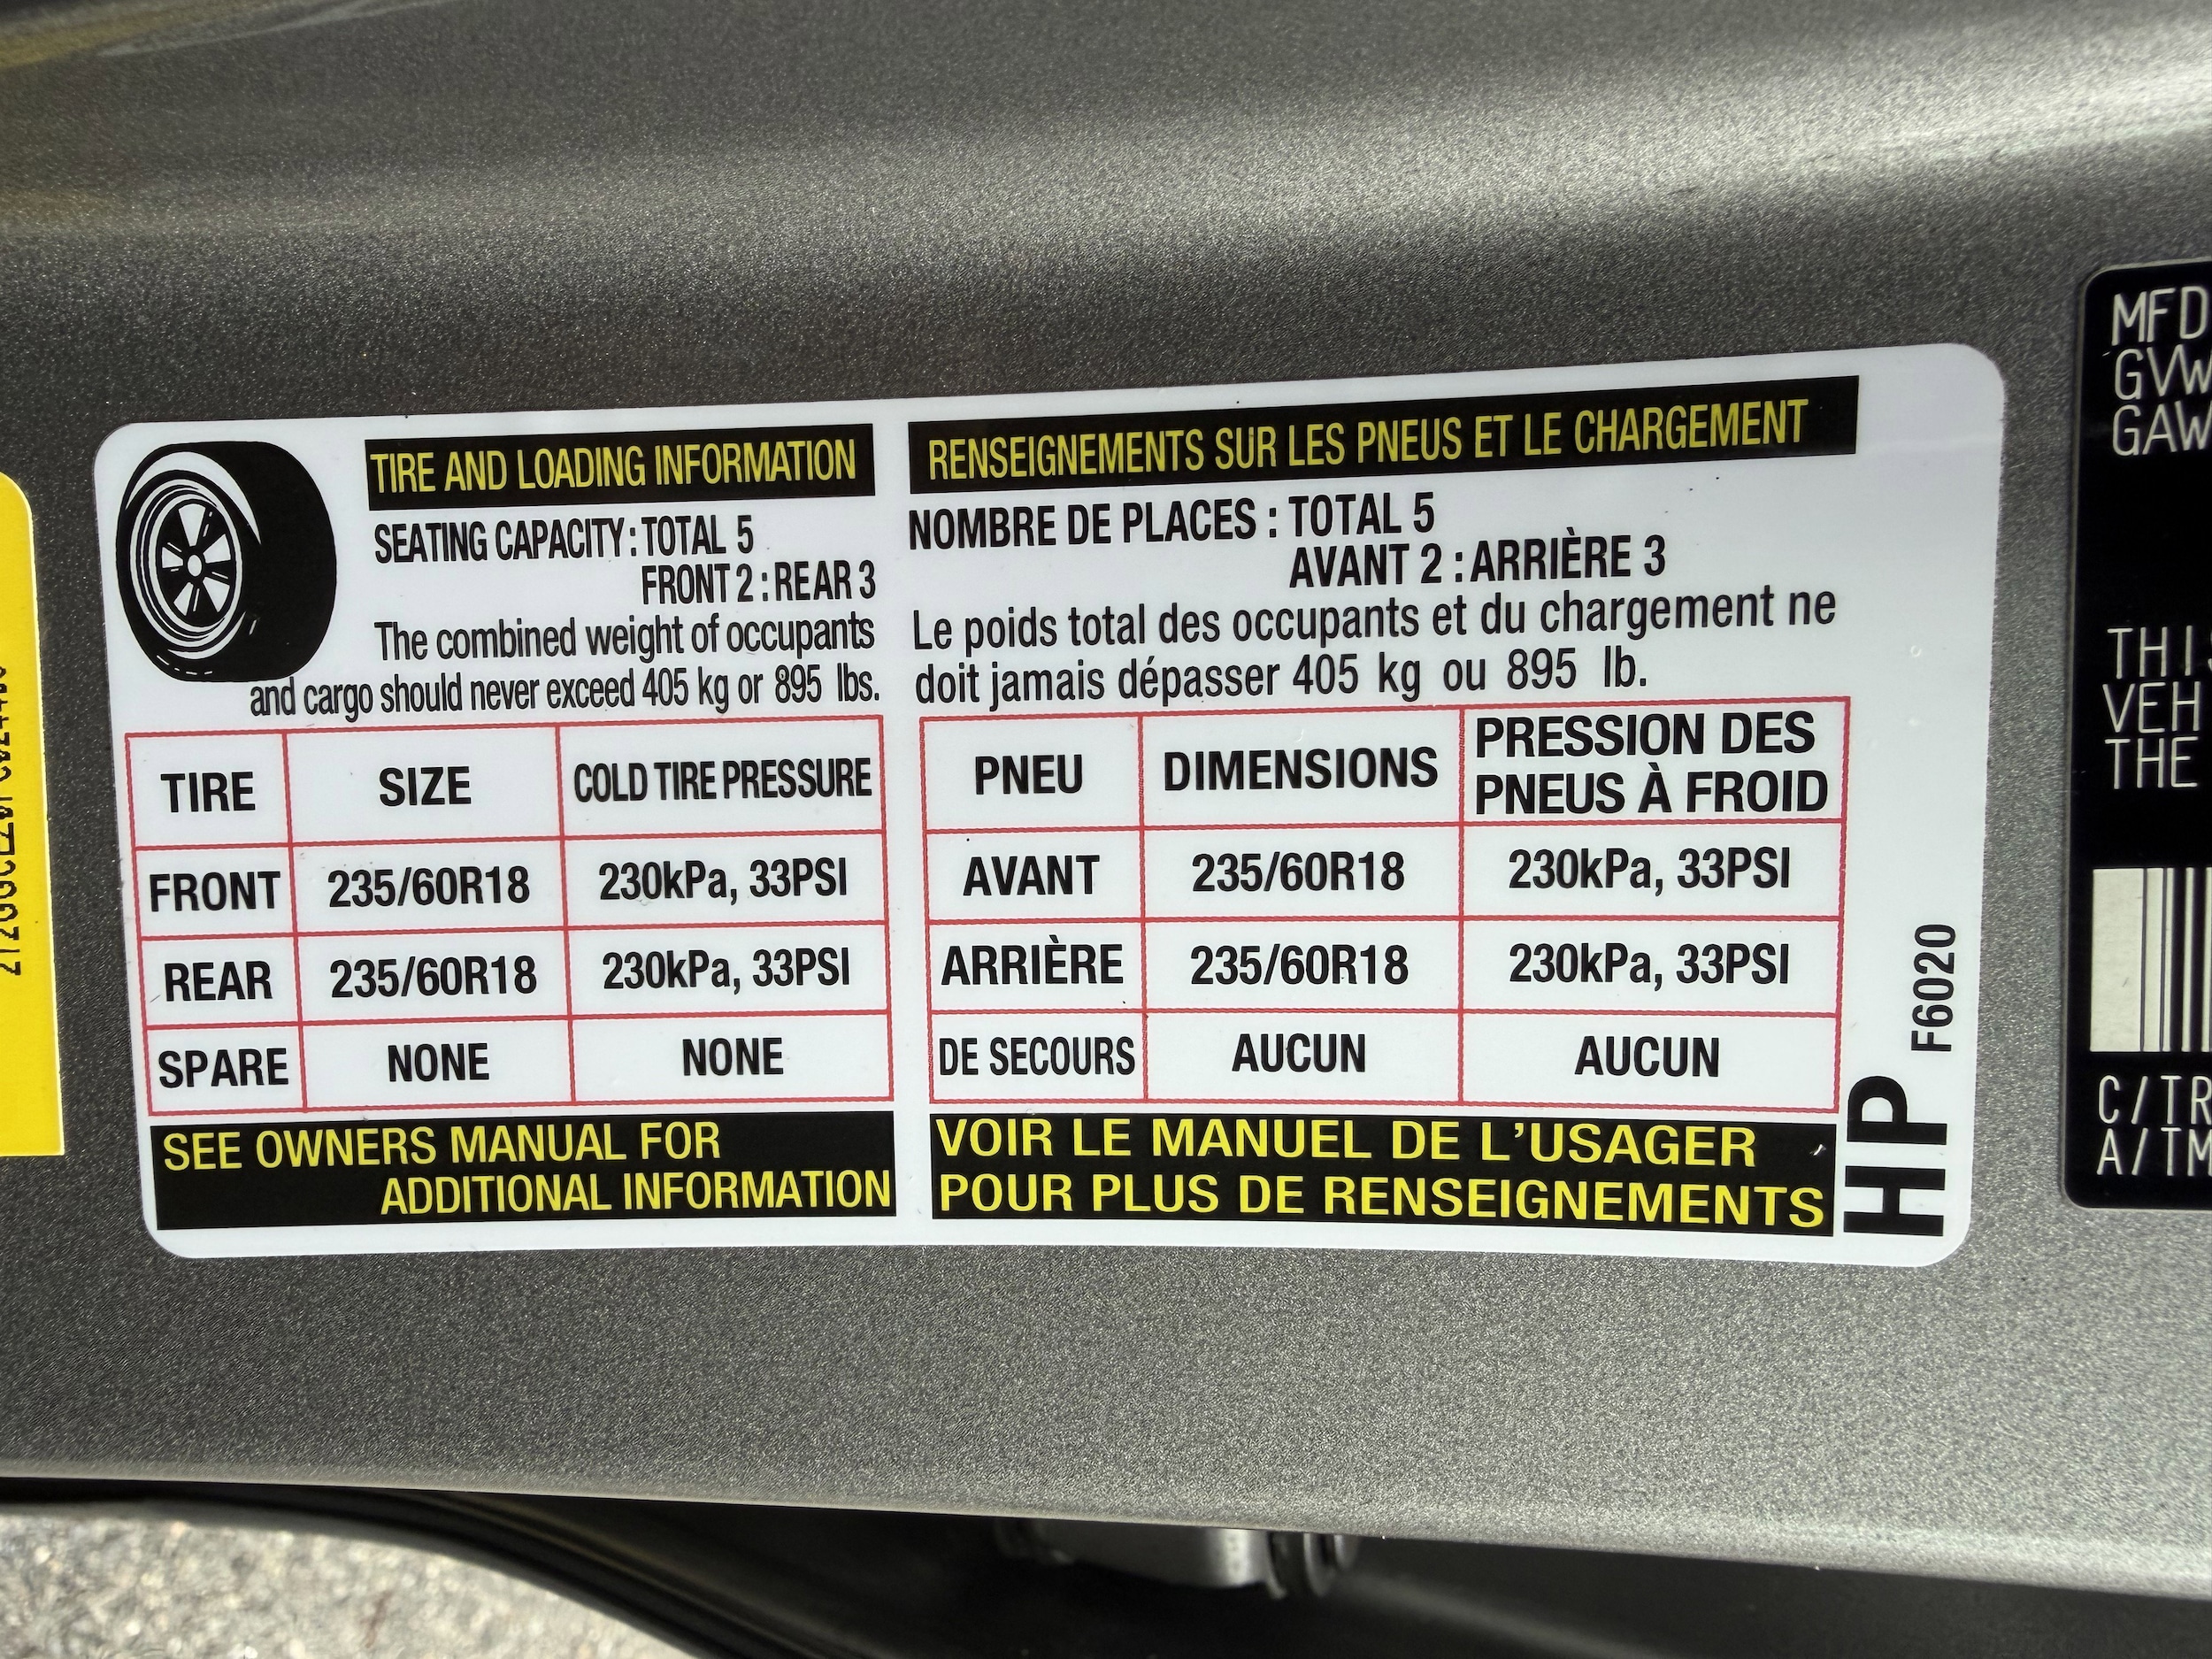 TIRE AND LOADING INFORMATION
SEATING CAPACITY: TOTAL 5
FRONT 2 : REAR 3
The combined weight of occupants
and cargo should never exceed 405 kg or 895 lbs.
TIRE SIZE COLD TIRE PRESSURE
FRONT 235/60R18 230kPa, 33PSI
REAR 235/60R18 230kPa, 33PSI
SPARE NONE NONE
SEE OWNERS MANUAL FOR
ADDITIONAL INFORMATION
RENSEIGNEMENTS SUR LES PNEUS ET LE CHARGEMENT
NOMBRE DE PLACES : TOTAL 5
AVANT 2 : ARRIÈRE 3
Le poids total des occupants et du chargement ne
doit jamais dépasser 405 kg ou 895 lb.
PNEU DIMENSIONS PRESSION DES
PNEUS À FROID
AVANT 235/60R18 230kPa, 33PSI
ARRIÈRE 235/60R18 230kPa, 33PSI
DE SECOURS AUCUN AUCUN
VOIR LE MANUEL DE L'USAGER
POUR PLUS DE RENSEIGNEMENTS
HP F6020
MFD
GVW
GAW
VEH
THE
C/TR
A/TM